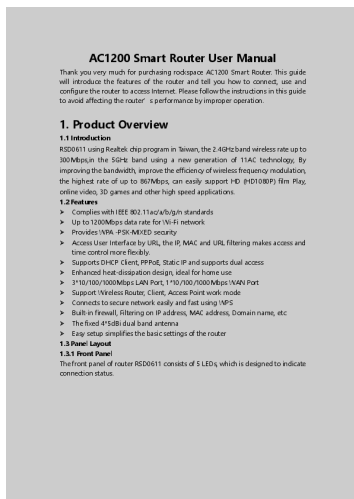 AC1200 Smart Router User Manual
Thank you very much for purchasing rockspace AC1200 Smart Router. This guide
will introduce the features of the router and tell you how to connect, use and
configure the router to access Internet. Please follow the instructions in this guide
to avoid affecting the router' s performance by improper operation.
1. Product Overview
1.1 Introduction
RSD0611 using Realtek chip program in Taiwan, the 2.4GHz band wireless rate up to
300Mbps,in the 5GHz band using a new generation of 11AC technology, By
improving the bandwidth, improve the efficiency of wireless frequency modulation,
the highest rate of up to 867Mbps, can easily support HD (HD1080P) film Play,
online video, 3D games and other high speed applications.
1.2 Features
➢ Complies with IEEE 802.11ac/a/b/g/n standards
➢ Up to 1200Mbps data rate for Wi-Fi network
➢ Provides WPA -PSK-MIXED security
➢ Access User Interface by URL, the IP, MAC and URL filtering makes access and
time control more flexibly.
➢ Supports DHCP Client, PPPoE, Static IP and supports dual access
➢ Enhanced heat-dissipation design, ideal for home use
➢ 3*10/100/1000Mbps LAN Port, 1*10/100/1000Mbps WAN Port
➢ Support Wireless Router, Client, Access Point work mode
➢ Connects to secure network easily and fast using WPS
➢ Built-in firewall, Filtering on IP address, MAC address, Domain name, etc
➢ The fixed 4*5dBi dual band antenna
➢ Easy setup simplifies the basic settings of the router
1.3 Panel Layout
1.3.1 Front Panel
The front panel of router RSD0611 consists of 5 LEDs, which is designed to indicate
connection status.